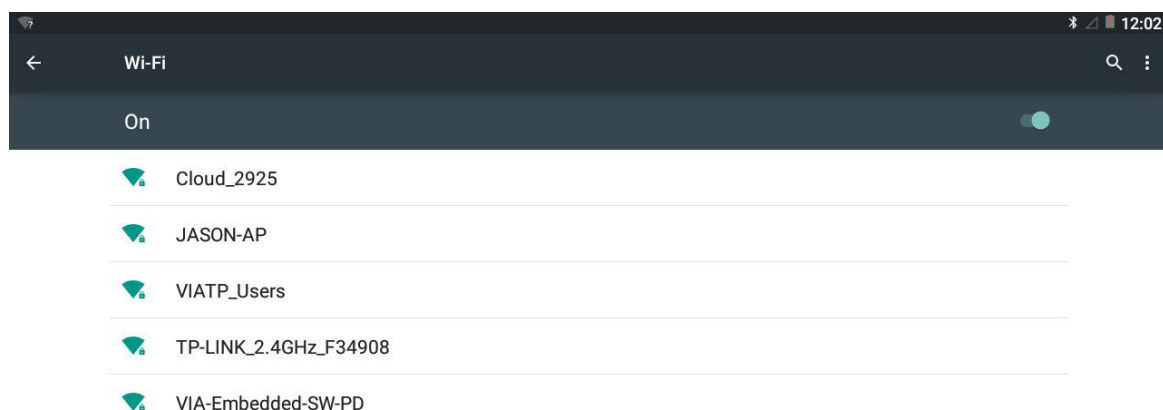 ? 12:02
Wi-Fi
On
Cloud_2925
JASON-AP
VIATP_Users
TP-LINK_2.4GHz_F34908
VIA-Embedded-SW-PD